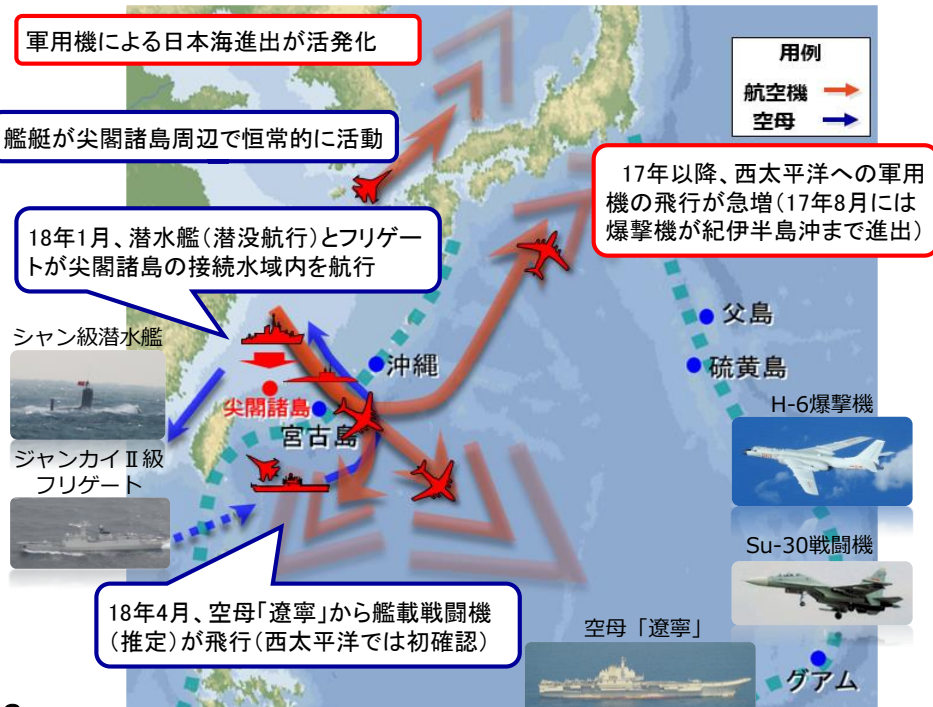 軍用機による日本海進出が活発化
用例
航空機
空母
艦艇が尖閣諸島周辺で恒常的に活動
17年以降、西太平洋への軍用
機の飛行が急増(17年8月には
爆撃機が紀伊半島沖まで進出)
18年1月、潜水艦(潜没航行)とフリゲー
トが尖閣諸島の接続水域内を航行
父島
シャン級潜水艦
沖縄
硫黄島
尖閣諸島
宮古島
H-6爆撃機
ジャンカイⅡ級
フリゲート
Su-30戦闘機
18年4月、空母「遼寧」から艦載戦闘機
(推定)が飛行(西太平洋では初確認)
空母「遼寧」
グアム